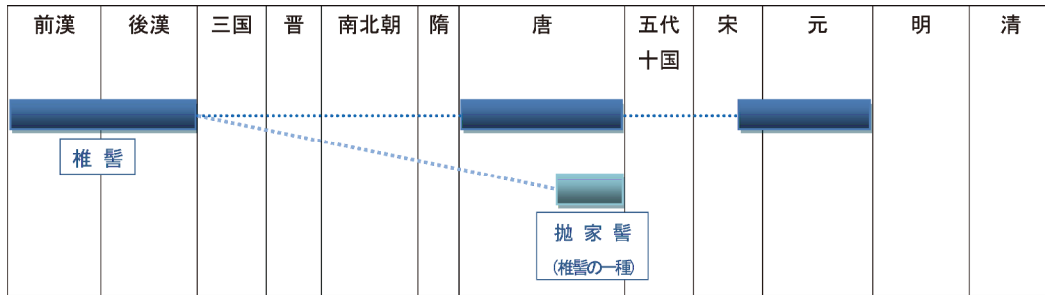 前漢 後漢 三国 晋 南北朝 隋 唐 五代 宋 元 明 清
十国
椎髻
抛家髻
(椎髻の一種)